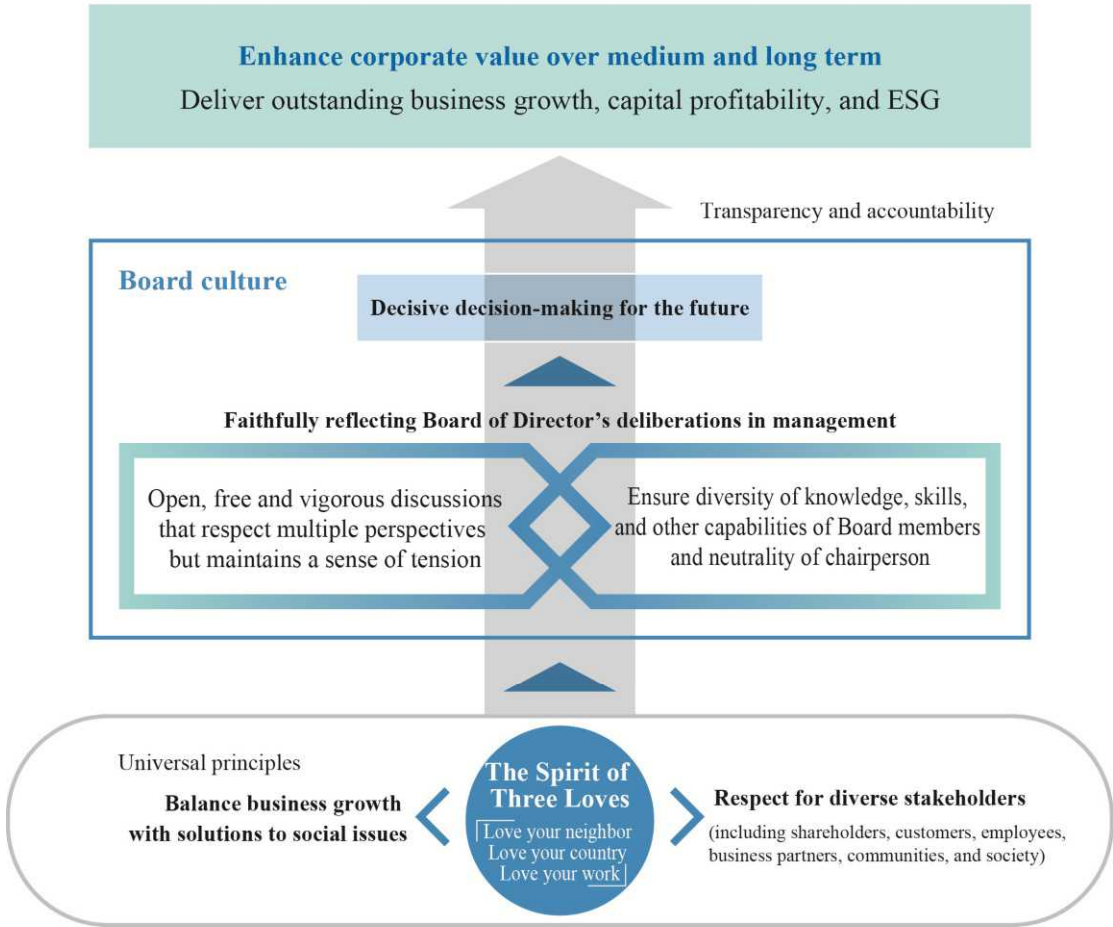 Enhance corporate value over medium and long term
Deliver outstanding business growth, capital profitability, and ESG
Transparency and accountability
Board culture
Decisive decision-making for the future
Faithfully reflecting Board of Director’s deliberations in management
Open, free and vigorous discussions
that respect multiple perspectives
but maintains a sense of tension
Ensure diversity of knowledge, skills,
and other capabilities of Board members
and neutrality of chairperson
Universal principles
Balance business growth
with solutions to social issues
The Spirit of
Three Loves
Love your neighbor
Love your country
Love your work
Respect for diverse stakeholders
(including shareholders, customers, employees,
business partners, communities, and society)